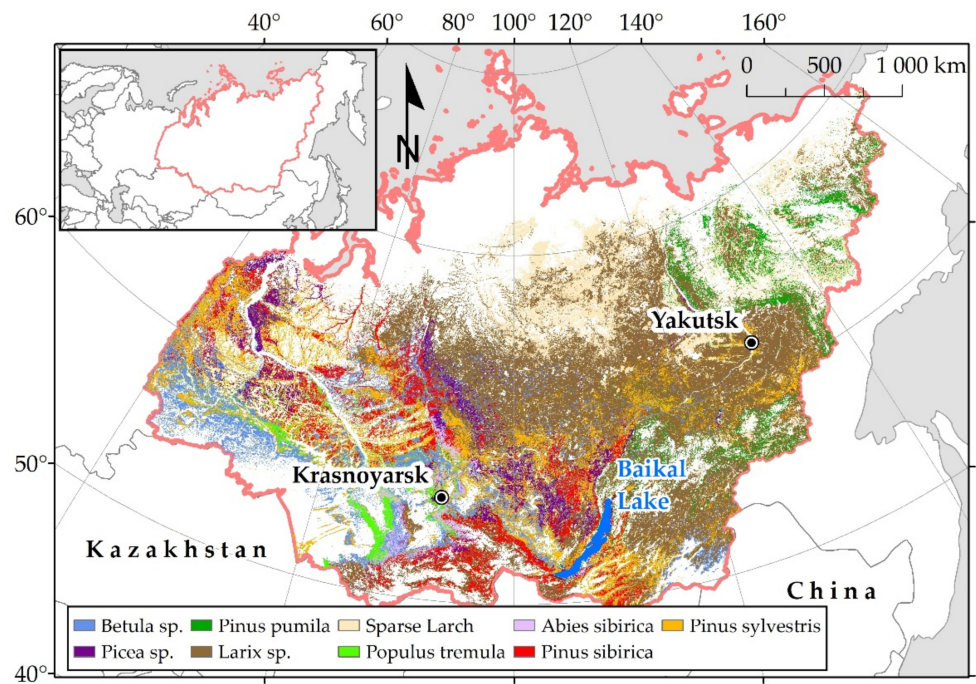 40° 60° 80° 100° 120° 140° 160°
0 500 1 000 km
N
60°
Yakutsk
Baikal
Lake
50°
Krasnoyarsk
Kazakhstan
China
Betula sp. Pinus pumila Sparse Larch Abies sibirica Pinus sylvestris
Picea sp. Larix sp. Populus tremula Pinus sibirica
40°